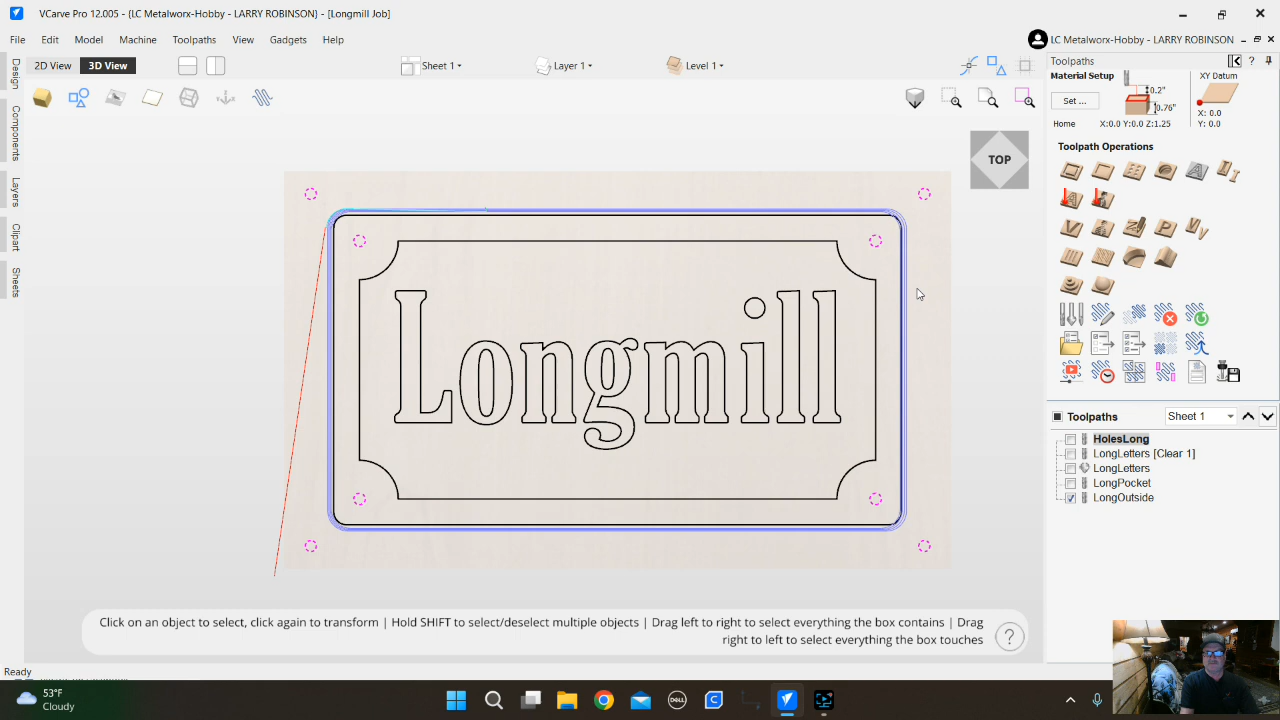 VCarve Pro 12.005 - {LC Metalworx-Hobby - LARRY ROBINSON} - [Longmill Job]
File Edit Model Machine Toolpaths View Gadgets Help
LC Metalworx-Hobby - LARRY ROBINSON
2D View 3D View Sheet 1 Layer 1 Level 1
Toolpaths
Material Setup
XY Datum
0.2"
Set ...
0.76"
X: 0.0
Y: 0.0
Home X:0.0 Y:0.0 Z:1.25
Toolpath Operations
Design
Components
Layers
Clipart
Sheets
TOP
Longmill
Toolpaths Sheet 1
HolesLong
LongLetters [Clear 1]
LongLetters
LongPocket
LongOutside
Click on an object to select, click again to transform | Hold SHIFT to select/deselect multiple objects | Drag left to right to select everything the box contains | Drag
right to left to select everything the box touches
?
Ready
53°F
Cloudy
DELL